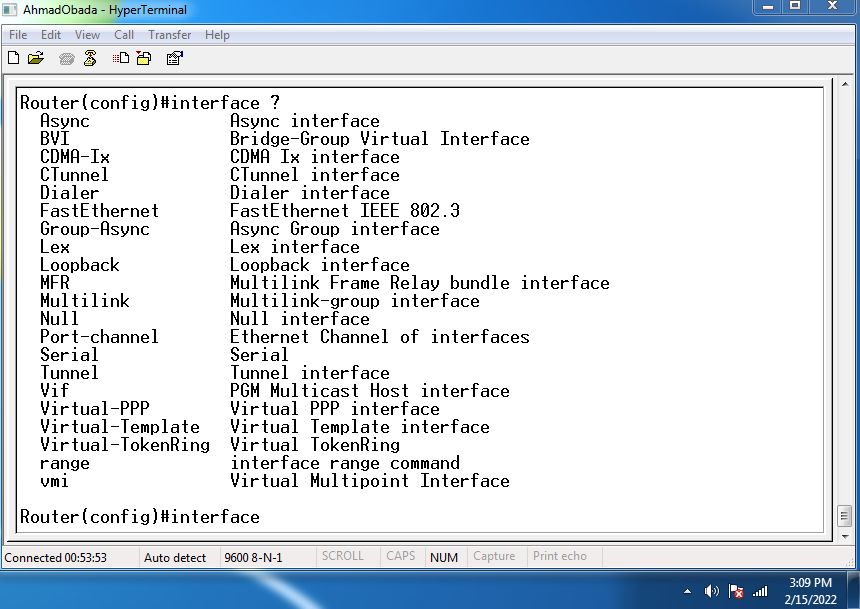 AhmadObada - HyperTerminal
File Edit View Call Transfer Help
Router(config)#interface ?
Async Async interface
BVI Bridge-Group Virtual Interface
CDMA-Ix CDMA Ix interface
CTunnel CTunnel interface
Dialer Dialer interface
FastEthernet FastEthernet IEEE 802.3
Group-Async Async Group interface
Lex Lex interface
Loopback Loopback interface
MFR Multilink Frame Relay bundle interface
Multilink Multilink-group interface
Null Null interface
Port-channel Ethernet Channel of interfaces
Serial Serial
Tunnel Tunnel interface
Vif PGM Multicast Host interface
Virtual-PPP Virtual PPP interface
Virtual-Template Virtual Template interface
Virtual-TokenRing Virtual TokenRing
range interface range command
vmi Virtual Multipoint Interface
Router(config)#interface
Connected 00:53:53 Auto detect 9600 8-N-1 SCROLL CAPS NUM Capture Print echo
3:09 PM
2/15/2022